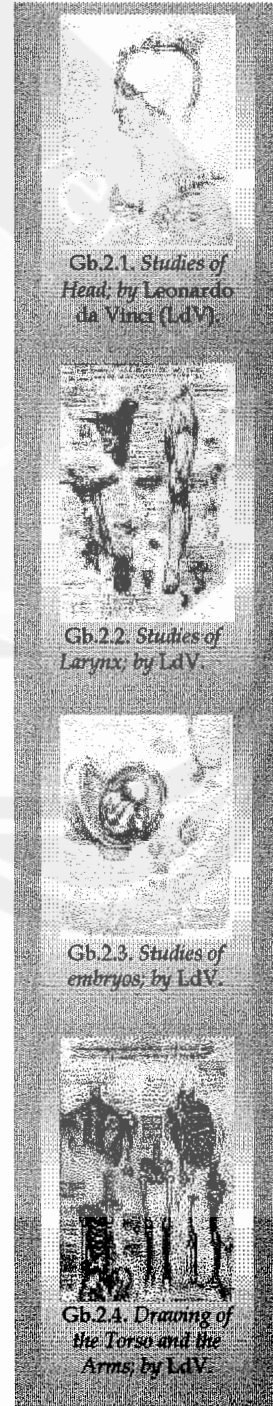 Gb.2.1. Studies of
Head; by Leonardo
da Vinci (LdV).
Gb.2.2. Studies of
Larynx; by LdV.
Gb.2.3. Studies of
embryos; by LdV.
Gb.2.4. Drawing of
the Torso and the
Arms; by LdV.